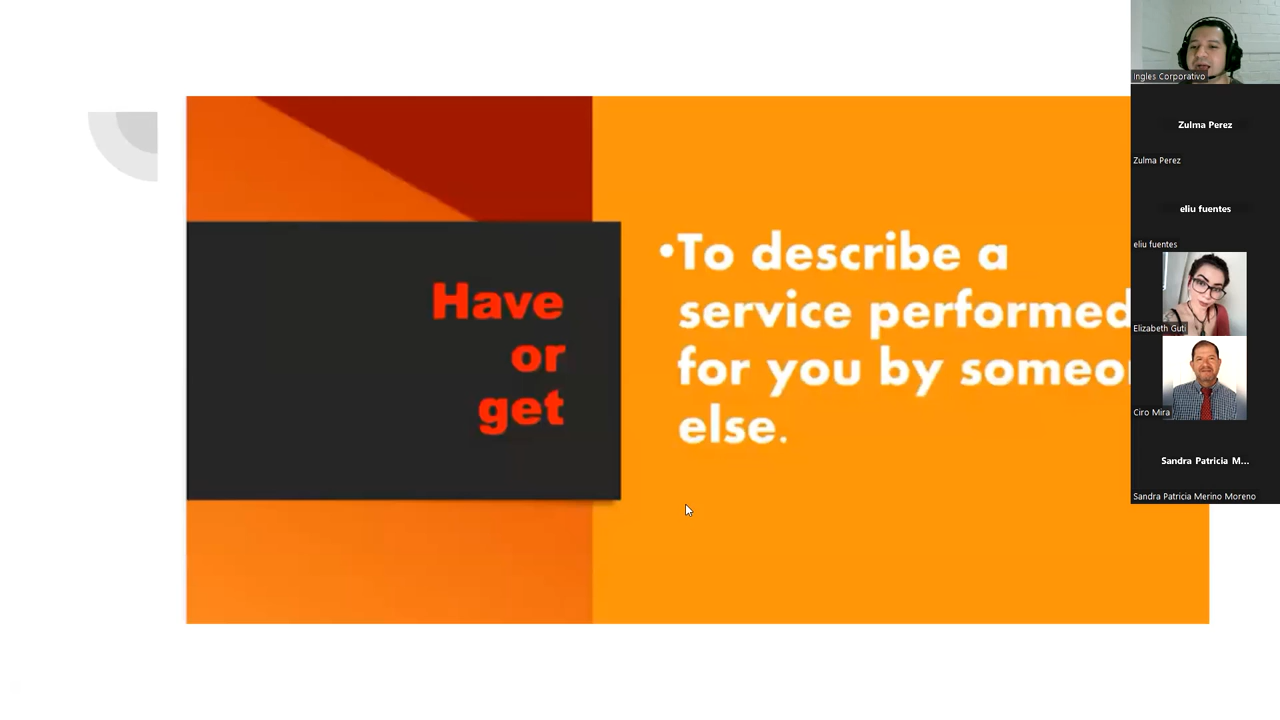 Have
or
get
•To describe a
service performed
for you by
else.
Ingles Corporativo
Zulma Perez
Zulma Perez
eliu fuentes
eliu fuentes
Elizabeth Guti
Ciro Mira
Sandra Patricia M...
Sandra Patricia Merino Moreno